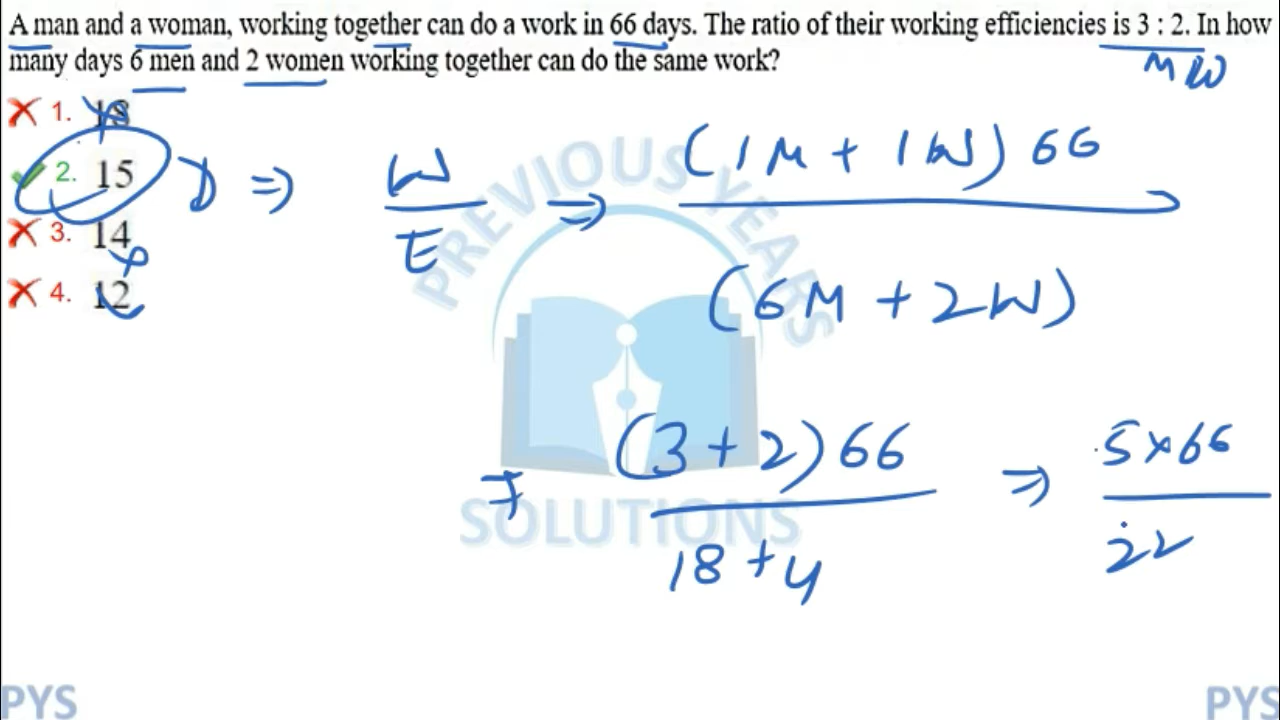 A man and a woman, working together can do a work in 66 days. The ratio of their working efficiencies is 3 : 2. In how
many days 6 men and 2 women working together can do the same work?
M W
1. 18
2. 15
3. 14
4. 12
D ⇒ W/E ⇒ (1M + 1W) 66
(6M + 2W)
⇒ (3 + 2) 66 / 18 + 4 ⇒ 5 × 66 / 22
PREVIOUS YEARS
SOLUTIONS
PYS
PYS